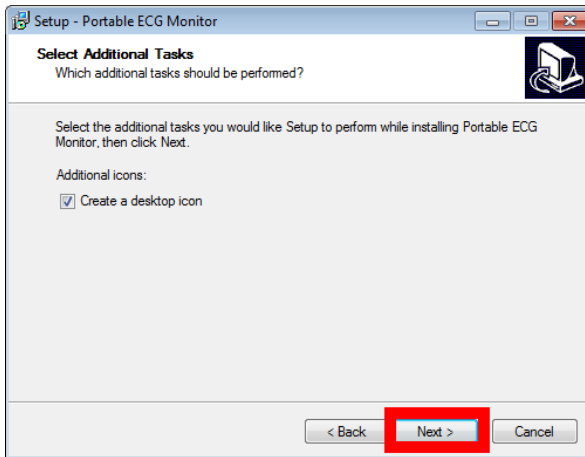 Setup - Portable ECG Monitor
Select Additional Tasks
Which additional tasks should be performed?
Select the additional tasks you would like Setup to perform while installing Portable ECG
Monitor, then click Next.
Additional icons:
Create a desktop icon
< Back Next > Cancel